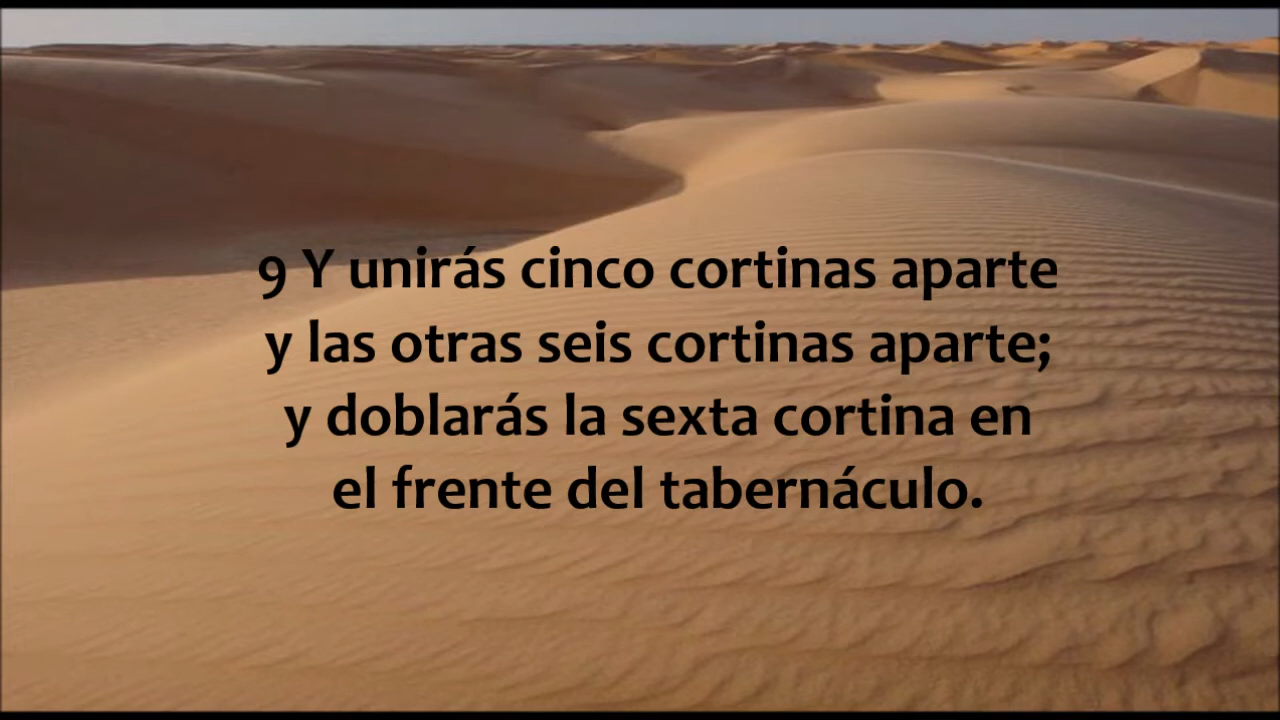 9 Y unirás cinco cortinas aparte
y las otras seis cortinas aparte;
y doblarás la sexta cortina en
el frente del tabernáculo.